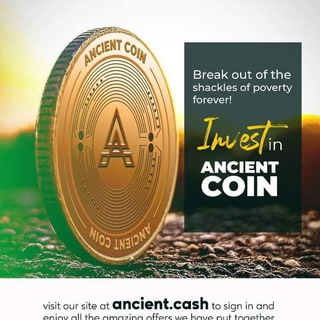 ANCIENT COIN
ANCIENT COIN
Break out of the
shackles of poverty
forever!
Invest in
ANCIENT
COIN
visit our site at ancient.cash to sign in and
enjoy all the amazing offers we have put together